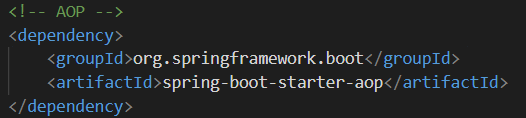 <!-- AOP -->
<dependency>
    <groupId>org.springframework.boot</groupId>
    <artifactId>spring-boot-starter-aop</artifactId>
</dependency>